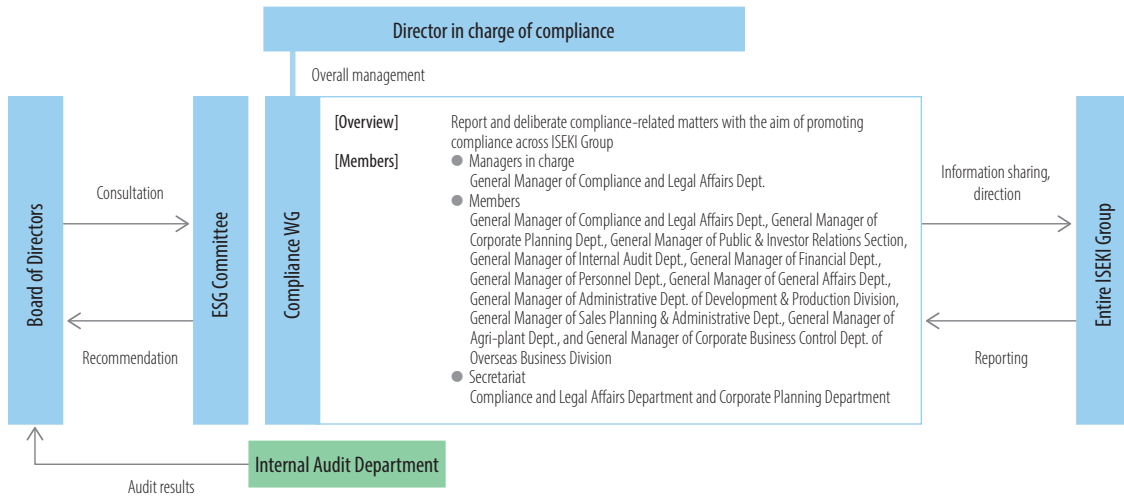 Director in charge of compliance
Overall management
Board of Directors
Consultation
Recommendation
ESG Committee
Compliance WG
[Overview] Report and deliberate compliance-related matters with the aim of promoting
compliance across ISEKI Group
[Members] ● Managers in charge
General Manager of Compliance and Legal Affairs Dept.
● Members
General Manager of Compliance and Legal Affairs Dept., General Manager of
Corporate Planning Dept., General Manager of Public & Investor Relations Section,
General Manager of Internal Audit Dept., General Manager of Financial Dept.,
General Manager of Personnel Dept., General Manager of General Affairs Dept.,
General Manager of Administrative Dept. of Development & Production Division,
General Manager of Sales Planning & Administrative Dept., General Manager of
Agri-plant Dept., and General Manager of Corporate Business Control Dept. of
Overseas Business Division
● Secretariat
Compliance and Legal Affairs Department and Corporate Planning Department
Information sharing,
direction
Reporting
Entire ISEKI Group
Internal Audit Department
Audit results